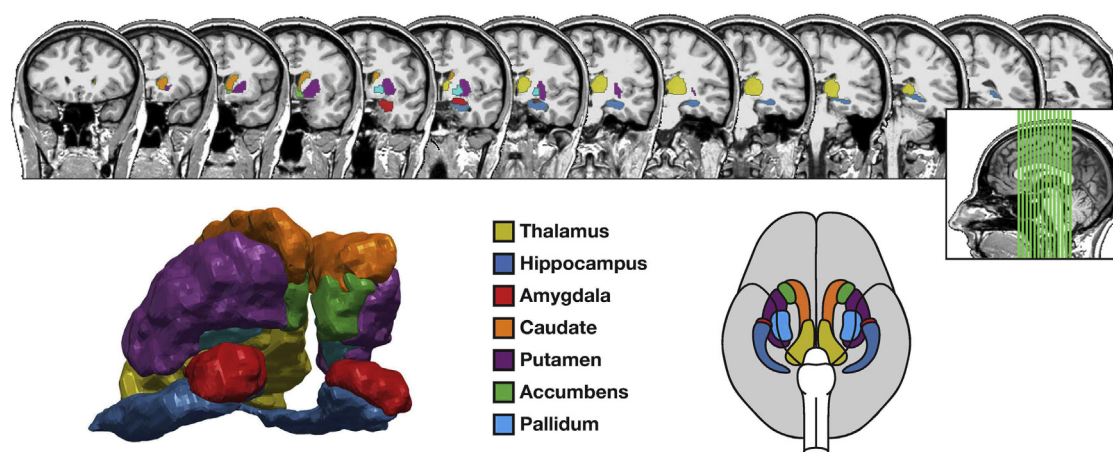 Thalamus
Hippocampus
Amygdala
Caudate
Putamen
Accumbens
Pallidum